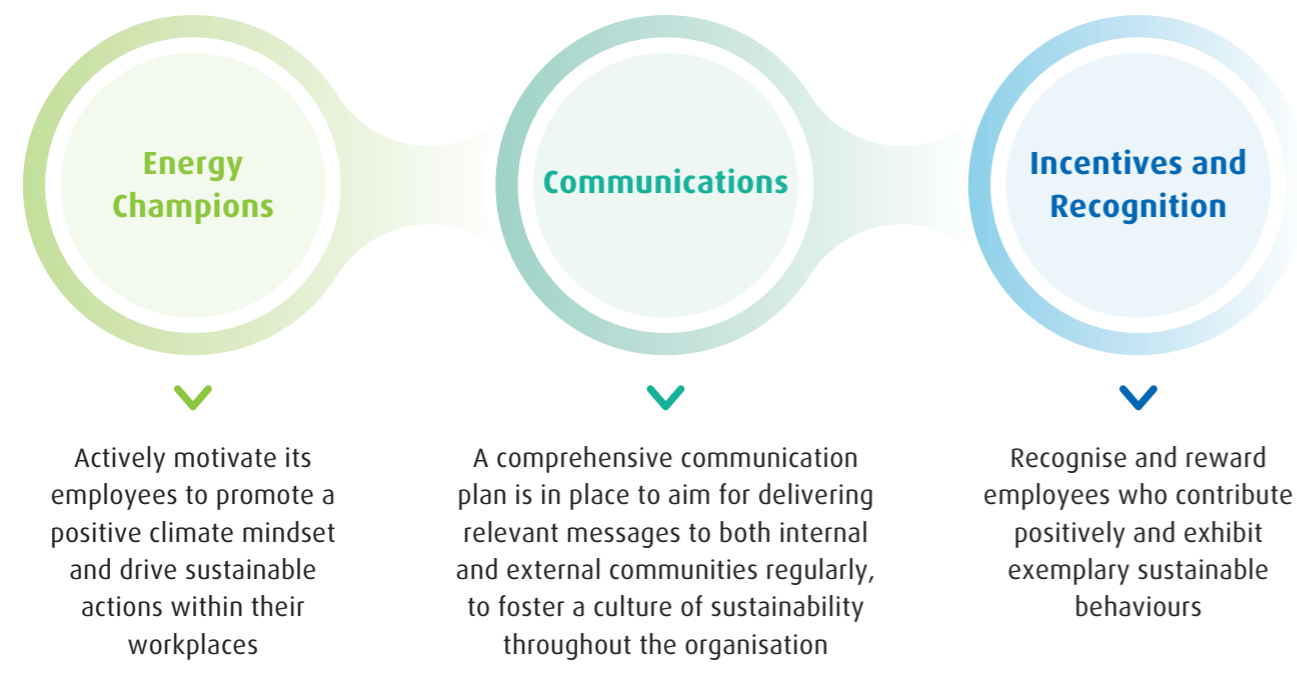 Energy
Champions
Communications
Incentives and
Recognition
Actively motivate its
employees to promote a
positive climate mindset
and drive sustainable
actions within their
workplaces
A comprehensive communication
plan is in place to aim for delivering
relevant messages to both internal
and external communities regularly,
to foster a culture of sustainability
throughout the organisation
Recognise and reward
employees who contribute
positively and exhibit
exemplary sustainable
behaviours